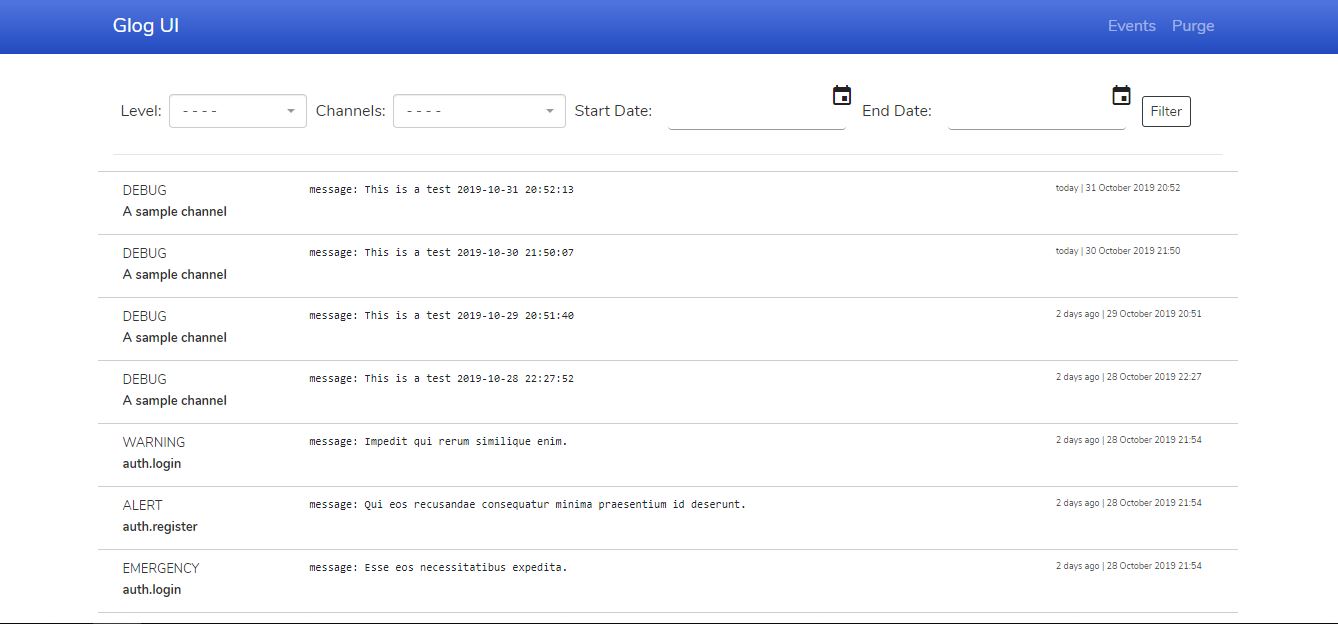 Glog UI Events Purge
Level: ---- Channels: ---- Start Date: End Date: Filter
DEBUG message: This is a test 2019-10-31 20:52:13 today | 31 October 2019 20:52
A sample channel
DEBUG message: This is a test 2019-10-30 21:50:07 today | 30 October 2019 21:50
A sample channel
DEBUG message: This is a test 2019-10-29 20:51:40 2 days ago | 29 October 2019 20:51
A sample channel
DEBUG message: This is a test 2019-10-28 22:27:52 2 days ago | 28 October 2019 22:27
A sample channel
WARNING message: Impedit qui rerum similique enim. 2 days ago | 28 October 2019 21:54
auth.login
ALERT message: Qui eos recusandae consequatur minima praesentium id deserunt. 2 days ago | 28 October 2019 21:54
auth.register
EMERGENCY message: Esse eos necessitatibus expedita. 2 days ago | 28 October 2019 21:54
auth.login